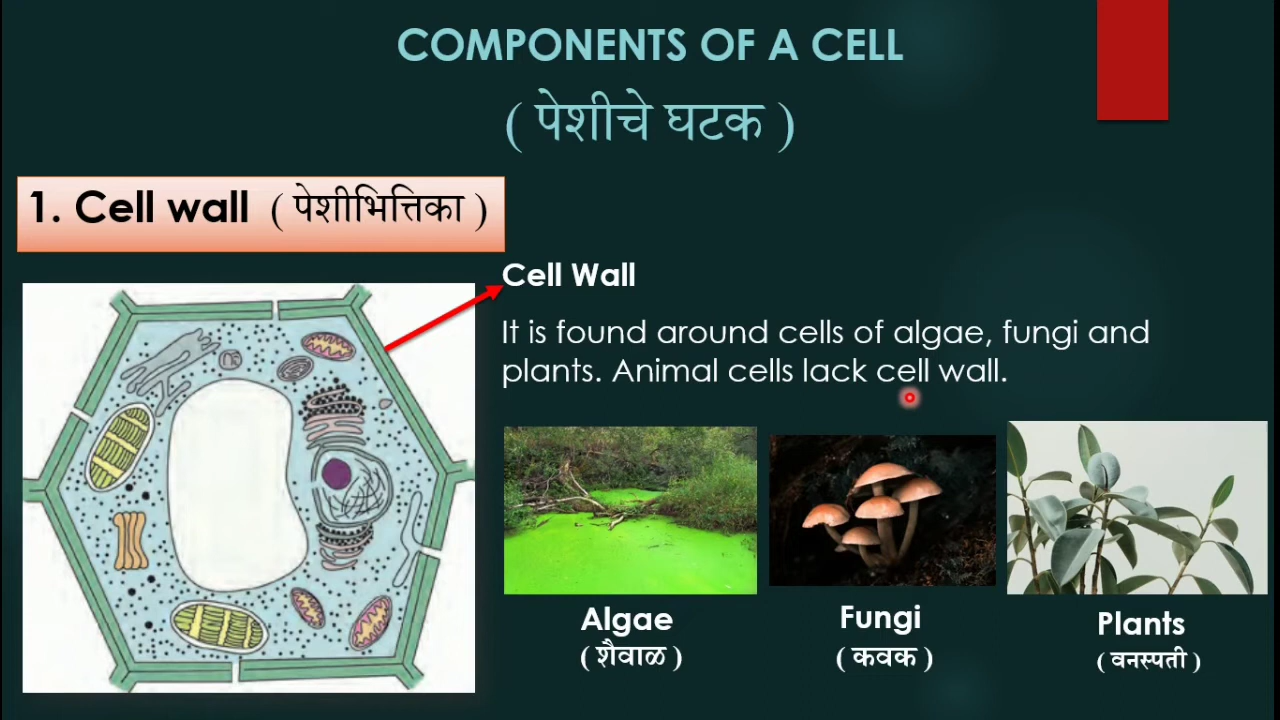 COMPONENTS OF A CELL
( पेशीचे घटक )
1. Cell wall ( पेशीभित्तिका )
Cell Wall
It is found around cells of algae, fungi and
plants. Animal cells lack cell wall.
Algae
( शैवाळ )
Fungi
( कवक )
Plants
( वनस्पती )